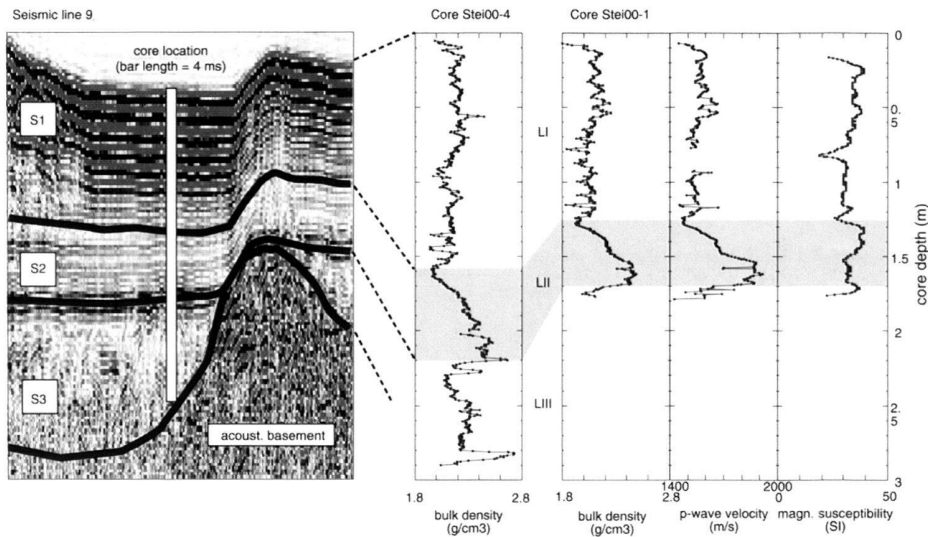 Seismic line 9
Core Stei00-4
Core Stei00-1
core location
(bar length = 4 ms)
S1
S2
S3
acoust. basement
LI
LII
LIII
0
0.
5
1
1.5
2
2.
5
3
core depth (m)
1.8
2.8
bulk density
(g/cm3)
1.8
2.8
bulk density
(g/cm3)
1400
2000
p-wave velocity
(m/s)
0
50
magn. susceptibility
(SI)